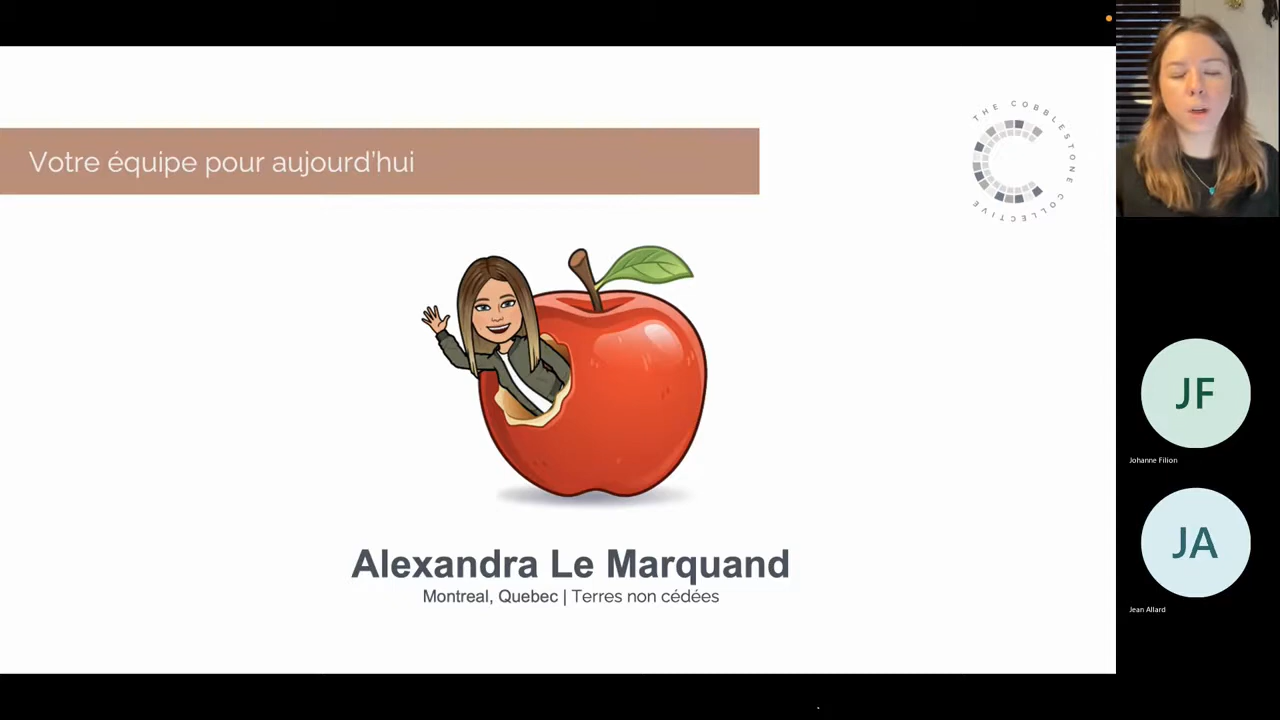 Votre équipe pour aujourd'hui
THE COBBLESTONE COLLECTIVE
Alexandra Le Marquand
Montreal, Quebec | Terres non cédées
JF
Johanne Filion
JA
Jean Allard